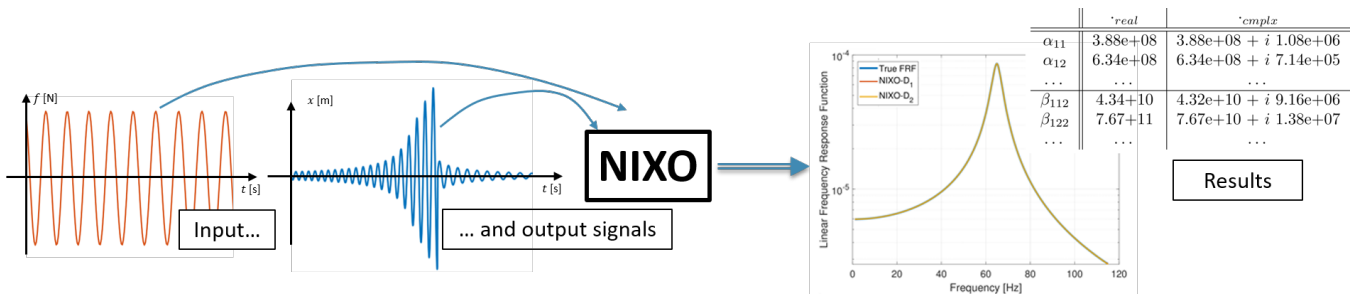 f [N]
t [s]
Input…
x [m]
t [s]
… and output signals
NIXO
10⁻⁴
10⁻⁵
Linear Frequency Response Function
True FRF
NIXO-D₁
NIXO-D₂
0 20 40 60 80 100 120
Frequency [Hz]
·real ·cmplx
α₁₁ 3.88e+08 3.88e+08 + i 1.08e+06
α₁₂ 6.34e+08 6.34e+08 + i 7.14e+05
... ... ...
β₁₁₂ 4.34+10 4.32e+10 + i 9.16e+06
β₁₂₂ 7.67+11 7.67e+10 + i 1.38e+07
... ... ...
Results